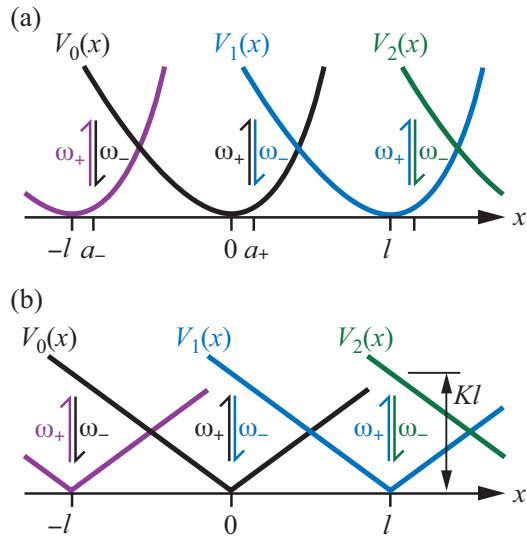 (a)
V₀(x) V₁(x) V₂(x)
ω₊ ω₋ ω₊ ω₋ ω₊ ω₋
−l a₋ 0 a₊ l x
(b)
V₀(x) V₁(x) V₂(x)
Kl
ω₊ ω₋ ω₊ ω₋ ω₊ ω₋
−l 0 l x